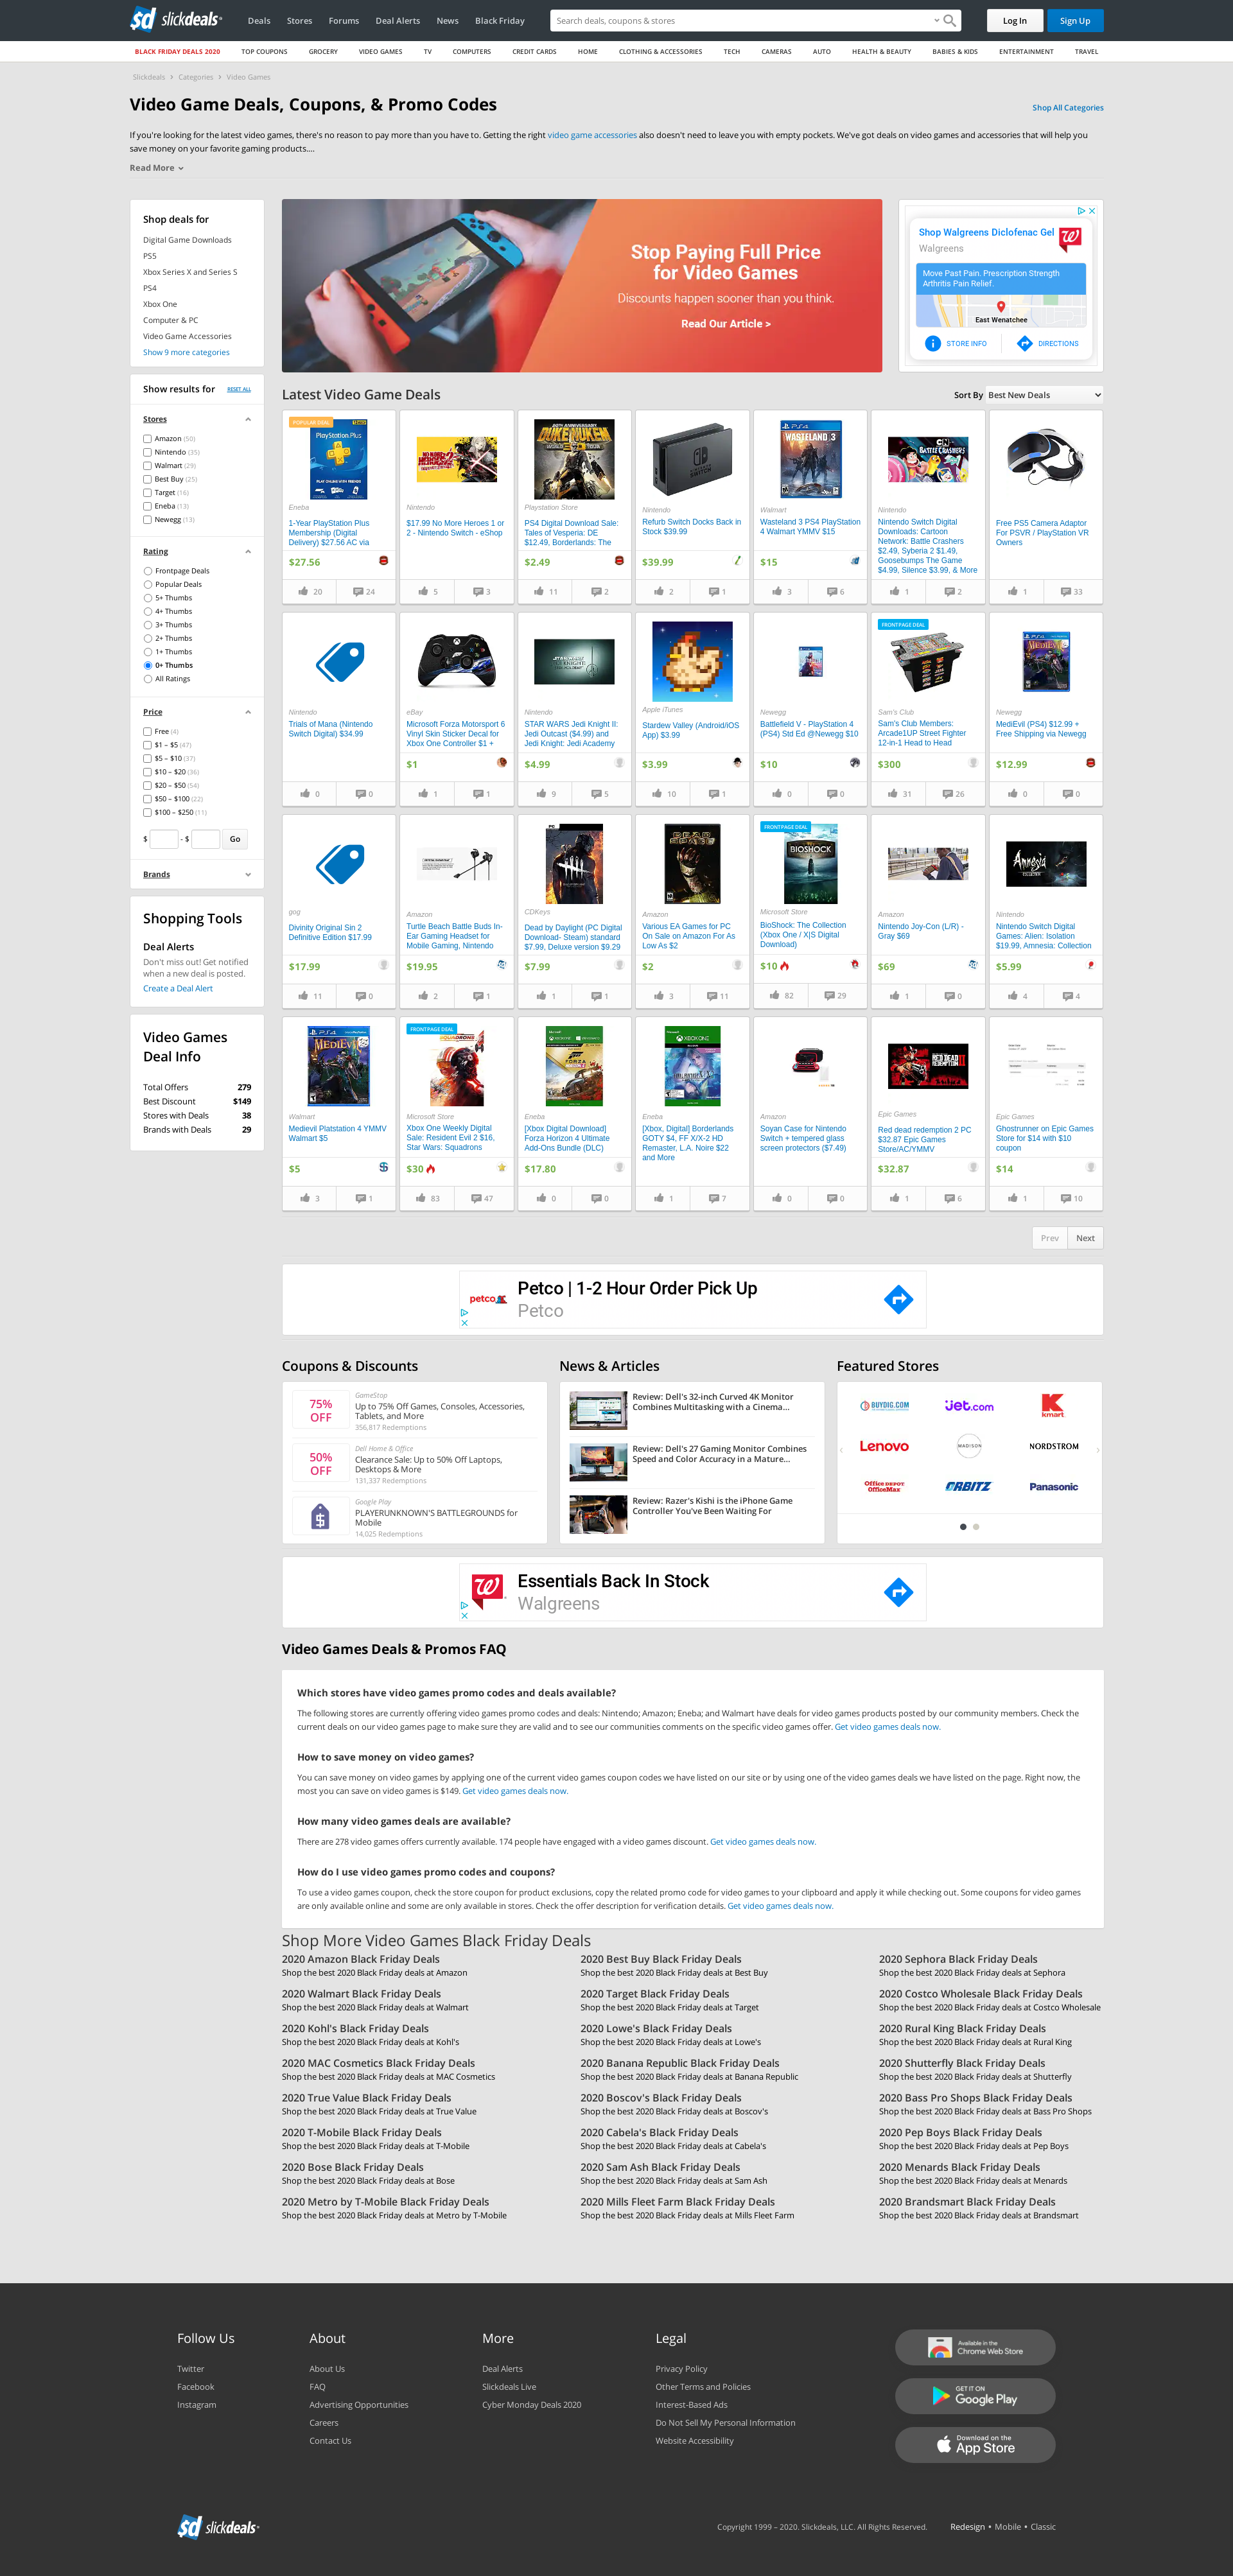 slickdeals
Deals
Stores
Forums
Deal Alerts
News
Black Friday
Search deals, coupons & stores
Log In
Sign Up
BLACK FRIDAY DEALS 2020
TOP COUPONS
GROCERY
VIDEO GAMES
TV
COMPUTERS
CREDIT CARDS
HOME
CLOTHING & ACCESSORIES
TECH
CAMERAS
AUTO
HEALTH & BEAUTY
BABIES & KIDS
ENTERTAINMENT
TRAVEL
Slickdeals > Categories > Video Games
Video Game Deals, Coupons, & Promo Codes
Shop All Categories
If you're looking for the latest video games, there's no reason to pay more than you have to. Getting the right video game accessories also doesn't need to leave you with empty pockets. We've got deals on video games and accessories that will help you
save money on your favorite gaming products....
Read More
Shop deals for
Digital Game Downloads
PS5
Xbox Series X and Series S
PS4
Xbox One
Computer & PC
Video Game Accessories
Show 9 more categories
Show results for
RESET ALL
Stores
Amazon (50)
Nintendo (35)
Walmart (29)
Best Buy (25)
Target (16)
Eneba (13)
Newegg (13)
Rating
Frontpage Deals
Popular Deals
5+ Thumbs
4+ Thumbs
3+ Thumbs
2+ Thumbs
1+ Thumbs
0+ Thumbs
All Ratings
Price
Free (4)
$1 – $5 (47)
$5 – $10 (37)
$10 – $20 (36)
$20 – $50 (54)
$50 – $100 (22)
$100 – $250 (11)
$ - $ Go
Brands
Shopping Tools
Deal Alerts
Don't miss out! Get notified
when a new deal is posted.
Create a Deal Alert
Video Games
Deal Info
Total Offers 279
Best Discount $149
Stores with Deals 38
Brands with Deals 29
Stop Paying Full Price
for Video Games
Discounts happen sooner than you think.
Read Our Article >
Shop Walgreens Diclofenac Gel
Walgreens
Move Past Pain. Prescription Strength
Arthritis Pain Relief.
East Wenatchee
STORE INFO
DIRECTIONS
Latest Video Game Deals
Sort By Best New Deals
POPULAR DEAL
Eneba
1-Year PlayStation Plus
Membership (Digital
Delivery) $27.56 AC via
$27.56
20
24
Nintendo
$17.99 No More Heroes 1 or
2 - Nintendo Switch - eShop
5
3
Playstation Store
PS4 Digital Download Sale:
Tales of Vesperia: DE
$12.49, Borderlands: The
$2.49
11
2
Nintendo
Refurb Switch Docks Back in
Stock $39.99
$39.99
2
1
Walmart
Wasteland 3 PS4 PlayStation
4 Walmart YMMV $15
$15
3
6
Nintendo
Nintendo Switch Digital
Downloads: Cartoon
Network: Battle Crashers
$2.49, Syberia 2 $1.49,
Goosebumps The Game
$4.99, Silence $3.99, & More
1
2
Free PS5 Camera Adaptor
For PSVR / PlayStation VR
Owners
1
33
Nintendo
Trials of Mana (Nintendo
Switch Digital) $34.99
0
0
eBay
Microsoft Forza Motorsport 6
Vinyl Skin Sticker Decal for
Xbox One Controller $1 +
$1
1
1
Nintendo
STAR WARS Jedi Knight II:
Jedi Outcast ($4.99) and
Jedi Knight: Jedi Academy
$4.99
9
5
Apple iTunes
Stardew Valley (Android/iOS
App) $3.99
$3.99
10
1
Newegg
Battlefield V - PlayStation 4
(PS4) Std Ed @Newegg $10
$10
0
0
FRONTPAGE DEAL
Sam's Club
Sam's Club Members:
Arcade1UP Street Fighter
12-in-1 Head to Head
$300
31
26
Newegg
MediEvil (PS4) $12.99 +
Free Shipping via Newegg
$12.99
0
0
gog
Divinity Original Sin 2
Definitive Edition $17.99
$17.99
11
0
Amazon
Turtle Beach Battle Buds In-
Ear Gaming Headset for
Mobile Gaming, Nintendo
$19.95
2
1
CDKeys
Dead by Daylight (PC Digital
Download- Steam) standard
$7.99, Deluxe version $9.29
$7.99
1
1
Amazon
Various EA Games for PC
On Sale on Amazon For As
Low As $2
$2
3
11
FRONTPAGE DEAL
Microsoft Store
BioShock: The Collection
(Xbox One / X|S Digital
Download)
$10
82
29
Amazon
Nintendo Joy-Con (L/R) -
Gray $69
$69
1
0
Nintendo
Nintendo Switch Digital
Games: Alien: Isolation
$19.99, Amnesia: Collection
$5.99
4
4
Walmart
Medievil Platstation 4 YMMV
Walmart $5
$5
3
1
FRONTPAGE DEAL
Microsoft Store
Xbox One Weekly Digital
Sale: Resident Evil 2 $16,
Star Wars: Squadrons
$30
83
47
Eneba
[Xbox Digital Download]
Forza Horizon 4 Ultimate
Add-Ons Bundle (DLC)
$17.80
0
0
Eneba
[Xbox, Digital] Borderlands
GOTY $4, FF X/X-2 HD
Remaster, L.A. Noire $22
and More
1
7
Amazon
Soyan Case for Nintendo
Switch + tempered glass
screen protectors ($7.49)
0
0
Epic Games
Red dead redemption 2 PC
$32.87 Epic Games
Store/AC/YMMV
$32.87
1
6
Epic Games
Ghostrunner on Epic Games
Store for $14 with $10
coupon
$14
1
10
Prev
Next
petco
Petco | 1-2 Hour Order Pick Up
Petco
Coupons & Discounts
75%
OFF
GameStop
Up to 75% Off Games, Consoles, Accessories,
Tablets, and More
356,817 Redemptions
50%
OFF
Dell Home & Office
Clearance Sale: Up to 50% Off Laptops,
Desktops & More
131,337 Redemptions
Google Play
PLAYERUNKNOWN'S BATTLEGROUNDS for
Mobile
14,025 Redemptions
News & Articles
Review: Dell's 32-inch Curved 4K Monitor
Combines Multitasking with a Cinema...
Review: Dell's 27 Gaming Monitor Combines
Speed and Color Accuracy in a Mature...
Review: Razer's Kishi is the iPhone Game
Controller You've Been Waiting For
Featured Stores
BUYDIG.COM
jet.com
kmart
Lenovo
MADISON
NORDSTROM
Office DEPOT
OfficeMax
ORBITZ
Panasonic
Essentials Back In Stock
Walgreens
Video Games Deals & Promos FAQ
Which stores have video games promo codes and deals available?
The following stores are currently offering video games promo codes and deals: Nintendo; Amazon; Eneba; and Walmart have deals for video games products posted by our community members. Check the
current deals on our video games page to make sure they are valid and to see our communities comments on the specific video games offer. Get video games deals now.
How to save money on video games?
You can save money on video games by applying one of the current video games coupon codes we have listed on our site or by using one of the video games deals we have listed on the page. Right now, the
most you can save on video games is $149. Get video games deals now.
How many video games deals are available?
There are 278 video games offers currently available. 174 people have engaged with a video games discount. Get video games deals now.
How do I use video games promo codes and coupons?
To use a video games coupon, check the store coupon for product exclusions, copy the related promo code for video games to your clipboard and apply it while checking out. Some coupons for video games
are only available online and some are only available in stores. Check the offer description for verification details. Get video games deals now.
Shop More Video Games Black Friday Deals
2020 Amazon Black Friday Deals
Shop the best 2020 Black Friday deals at Amazon
2020 Best Buy Black Friday Deals
Shop the best 2020 Black Friday deals at Best Buy
2020 Sephora Black Friday Deals
Shop the best 2020 Black Friday deals at Sephora
2020 Walmart Black Friday Deals
Shop the best 2020 Black Friday deals at Walmart
2020 Target Black Friday Deals
Shop the best 2020 Black Friday deals at Target
2020 Costco Wholesale Black Friday Deals
Shop the best 2020 Black Friday deals at Costco Wholesale
2020 Kohl's Black Friday Deals
Shop the best 2020 Black Friday deals at Kohl's
2020 Lowe's Black Friday Deals
Shop the best 2020 Black Friday deals at Lowe's
2020 Rural King Black Friday Deals
Shop the best 2020 Black Friday deals at Rural King
2020 MAC Cosmetics Black Friday Deals
Shop the best 2020 Black Friday deals at MAC Cosmetics
2020 Banana Republic Black Friday Deals
Shop the best 2020 Black Friday deals at Banana Republic
2020 Shutterfly Black Friday Deals
Shop the best 2020 Black Friday deals at Shutterfly
2020 True Value Black Friday Deals
Shop the best 2020 Black Friday deals at True Value
2020 Boscov's Black Friday Deals
Shop the best 2020 Black Friday deals at Boscov's
2020 Bass Pro Shops Black Friday Deals
Shop the best 2020 Black Friday deals at Bass Pro Shops
2020 T-Mobile Black Friday Deals
Shop the best 2020 Black Friday deals at T-Mobile
2020 Cabela's Black Friday Deals
Shop the best 2020 Black Friday deals at Cabela's
2020 Pep Boys Black Friday Deals
Shop the best 2020 Black Friday deals at Pep Boys
2020 Bose Black Friday Deals
Shop the best 2020 Black Friday deals at Bose
2020 Sam Ash Black Friday Deals
Shop the best 2020 Black Friday deals at Sam Ash
2020 Menards Black Friday Deals
Shop the best 2020 Black Friday deals at Menards
2020 Metro by T-Mobile Black Friday Deals
Shop the best 2020 Black Friday deals at Metro by T-Mobile
2020 Mills Fleet Farm Black Friday Deals
Shop the best 2020 Black Friday deals at Mills Fleet Farm
2020 Brandsmart Black Friday Deals
Shop the best 2020 Black Friday deals at Brandsmart
Follow Us
Twitter
Facebook
Instagram
About
About Us
FAQ
Advertising Opportunities
Careers
Contact Us
More
Deal Alerts
Slickdeals Live
Cyber Monday Deals 2020
Legal
Privacy Policy
Other Terms and Policies
Interest-Based Ads
Do Not Sell My Personal Information
Website Accessibility
Available in the
Chrome Web Store
GET IT ON
Google Play
Download on the
App Store
slickdeals
Copyright 1999 – 2020. Slickdeals, LLC. All Rights Reserved.
Redesign • Mobile • Classic